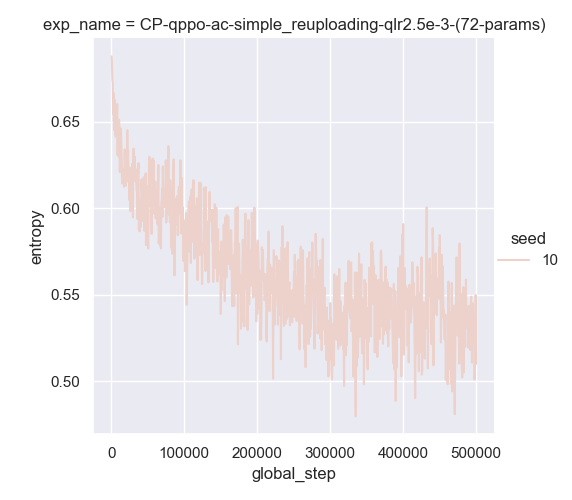 exp_name = CP-qppo-ac-simple_reuploading-qlr2.5e-3-(72-params)
0.65
0.60
0.55
0.50
entropy
0
100000
200000
300000
400000
500000
global_step
seed
10